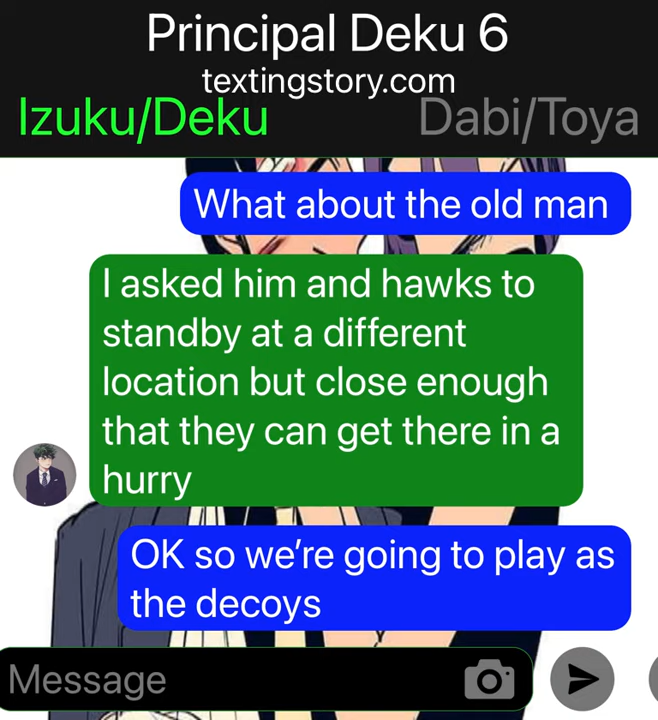 Principal Deku 6
textingstory.com
Izuku/Deku Dabi/Toya
What about the old man
I asked him and hawks to
standby at a different
location but close enough
that they can get there in a
hurry
OK so we're going to play as
the decoys
Message